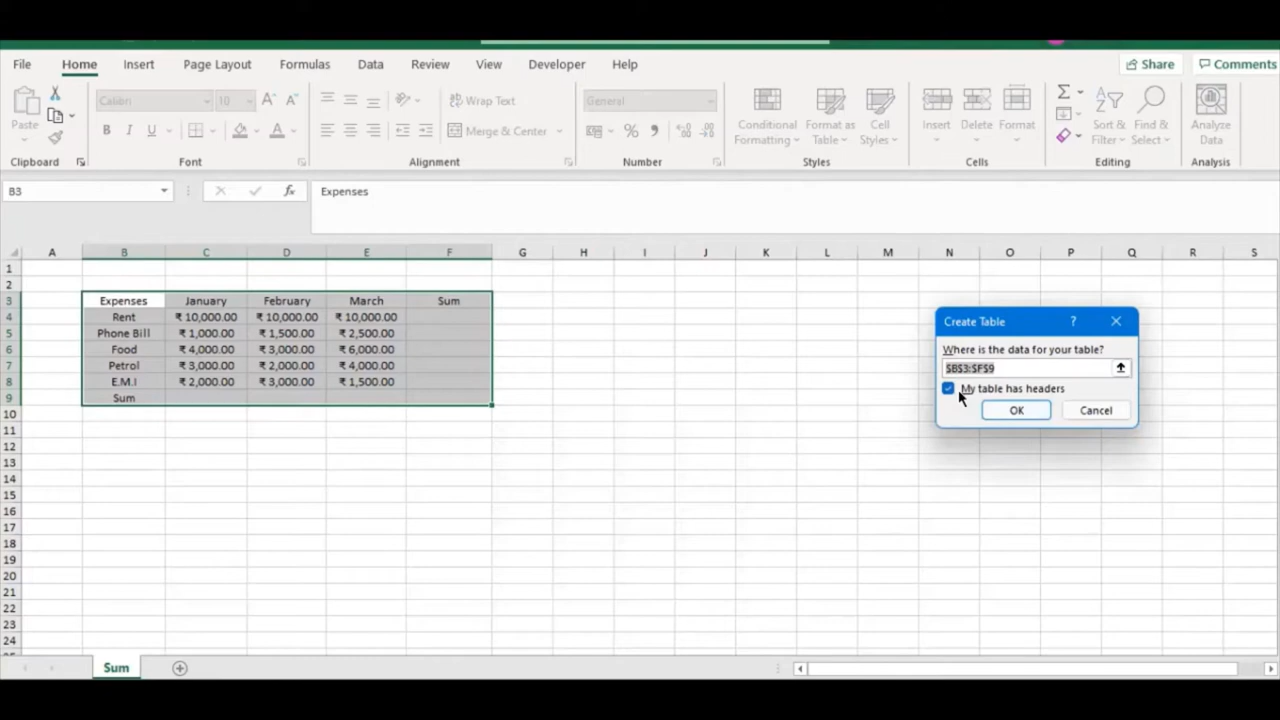 File Home Insert Page Layout Formulas Data Review View Developer Help Share Comments
Calibri 10 A A Wrap Text General
Paste B I U A Merge & Center % Conditional Formatting Format as Table Cell Styles Insert Delete Format Sort & Filter Find & Select Analyze Data
Clipboard Font Alignment Number Styles Cells Editing Analysis
B3 fx Expenses
A B C D E F G H I J K L M N O P Q R S
1
2
3 Expenses January February March Sum
4 Rent ₹ 10,000.00 ₹ 10,000.00 ₹ 10,000.00
5 Phone Bill ₹ 1,000.00 ₹ 1,500.00 ₹ 2,500.00
6 Food ₹ 4,000.00 ₹ 3,000.00 ₹ 6,000.00
7 Petrol ₹ 3,000.00 ₹ 2,000.00 ₹ 4,000.00
8 E.M.I ₹ 2,000.00 ₹ 3,000.00 ₹ 1,500.00
9 Sum
10
11
12
13
14
15
16
17
18
19
20
21
22
23
24
Create Table ?
Where is the data for your table?
$B$3:$F$9
My table has headers
OK Cancel
Sum